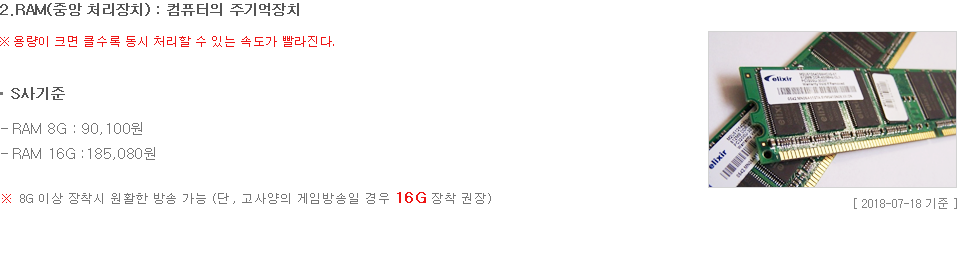 2.RAM(중앙 처리장치) : 컴퓨터의 주기억장치
※ 용량이 크면 클수록 동시 처리할 수 있는 속도가 빨라진다.
▪ S사기준
- RAM 8G : 90,100원
- RAM 16G :185,080원
※ 8G 이상 장착시 원활한 방송 가능 (단, 고사양의 게임방송일 경우 16G 장착 권장)
elixir
elixir
[ 2018-07-18 기준 ]